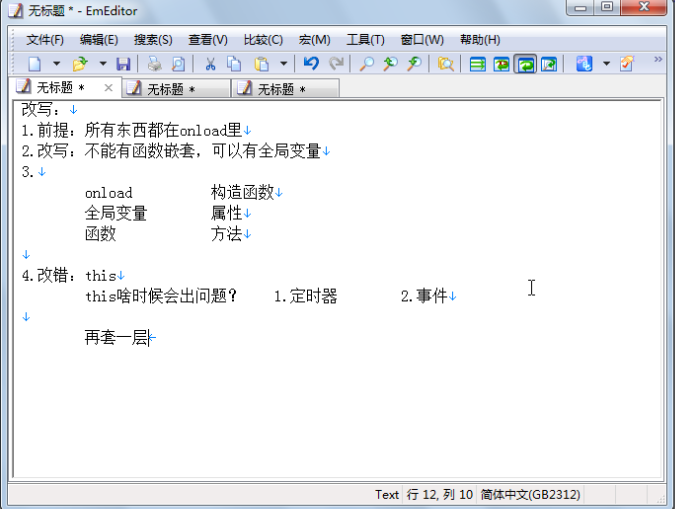 无标题 * - EmEditor
文件(F) 编辑(E) 搜索(S) 查看(V) 比较(C) 宏(M) 工具(T) 窗口(W) 帮助(H)
无标题 * 无标题 * 无标题 *
改写：
1.前提：所有东西都在onload里
2.改写：不能有函数嵌套，可以有全局变量
3.
onload 构造函数
全局变量 属性
函数 方法
4.改错：this
this啥时候会出问题？ 1.定时器 2.事件
再套一层
Text 行 12, 列 10 简体中文(GB2312)